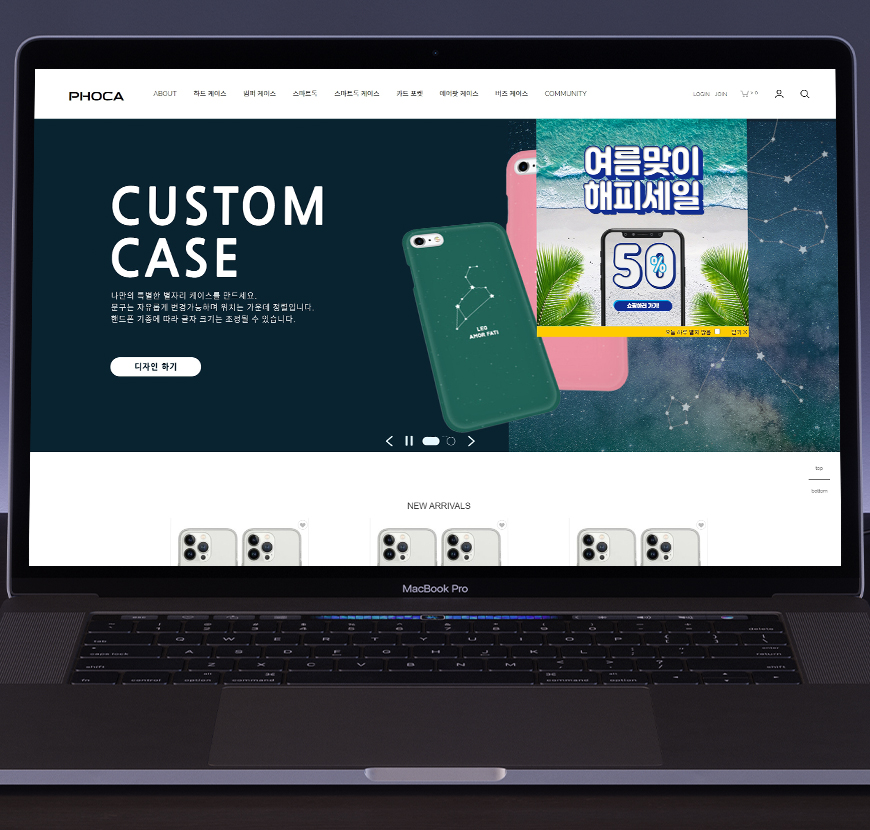 PHOCA
ABOUT 하드 케이스 범퍼 케이스 스마트톡 스마트톡 케이스 카드 포켓 에어팟 케이스 버즈 케이스 COMMUNITY
LOGIN JOIN 0
CUSTOM
CASE
나만의 특별한 별자리 케이스를 만드세요.
문구는 자유롭게 변경가능하며 위치는 가운데 정렬입니다.
핸드폰 기종에 따라 글자 크기는 조정될 수 있습니다.
디자인 하기
LEO
AMOR FATI
여름맞이
해피세일
50%
쇼핑하러 가기
오늘 하루 열지 않음 닫기 X
top
bottom
NEW ARRIVALS
MacBook Pro
delete
tab Q W E R T Y U I O P
caps lock A S D F G H J K L return
shift Z X C V B N M shift
fn control option command command option